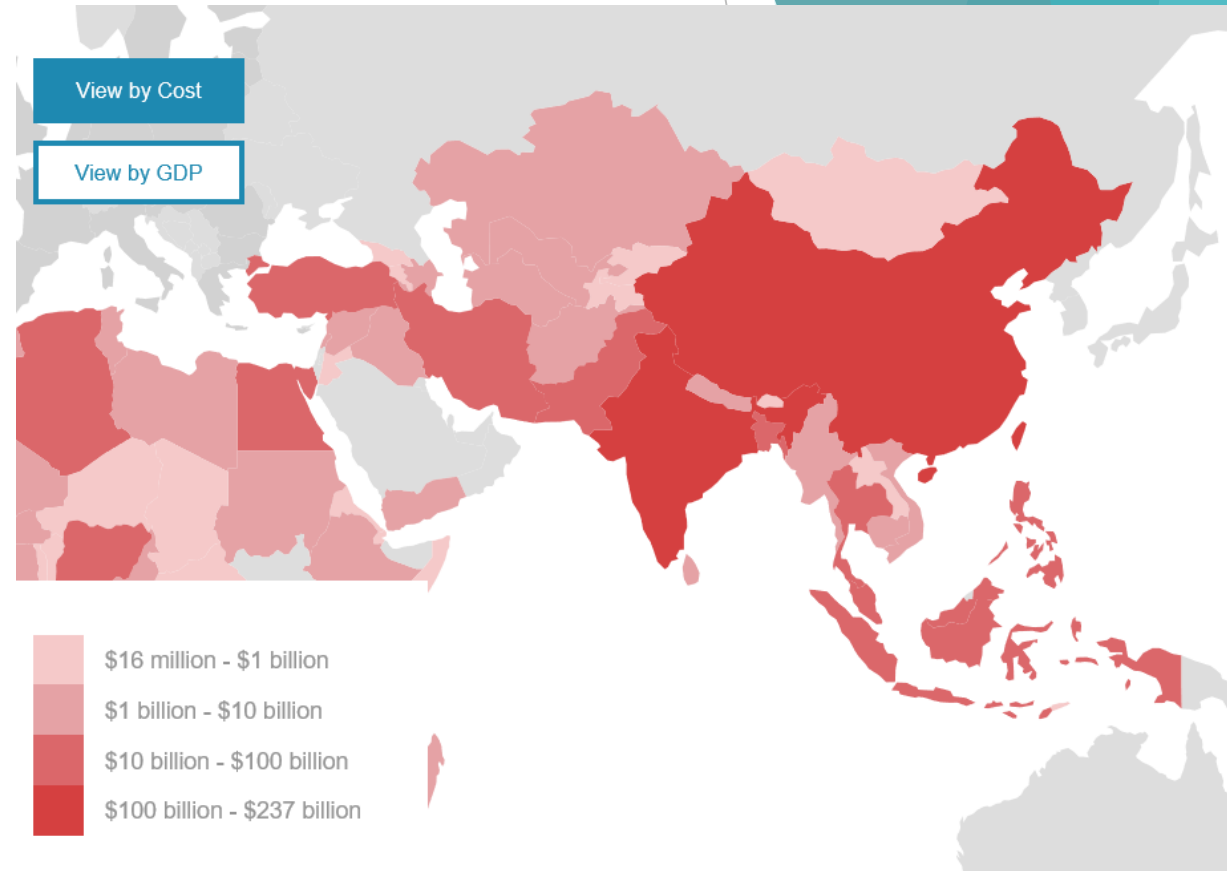 View by Cost
View by GDP
$16 million - $1 billion
$1 billion - $10 billion
$10 billion - $100 billion
$100 billion - $237 billion